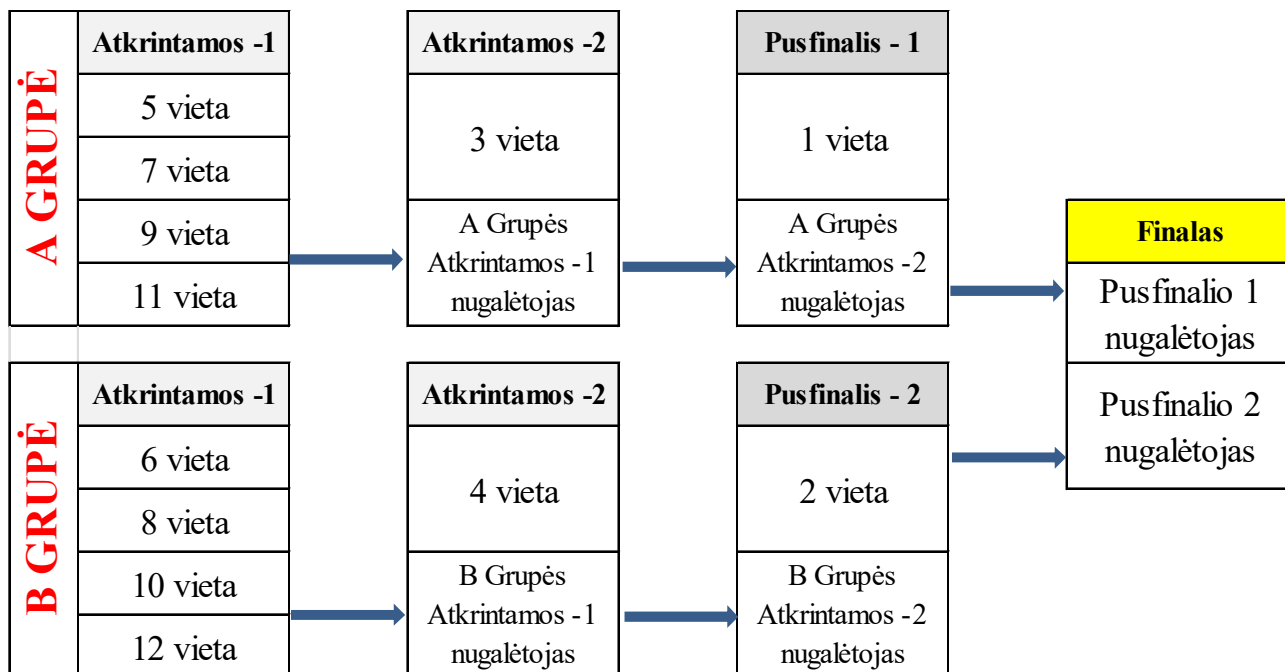 A GRUPĖ
Atkrintamos -1
5 vieta
7 vieta
9 vieta
11 vieta
Atkrintamos -2
3 vieta
A Grupės
Atkrintamos -1
nugalėtojas
Pusfinalis - 1
1 vieta
A Grupės
Atkrintamos -2
nugalėtojas
B GRUPĖ
Atkrintamos -1
6 vieta
8 vieta
10 vieta
12 vieta
Atkrintamos -2
4 vieta
B Grupės
Atkrintamos -1
nugalėtojas
Pusfinalis - 2
2 vieta
B Grupės
Atkrintamos -2
nugalėtojas
Finalas
Pusfinalio 1
nugalėtojas
Pusfinalio 2
nugalėtojas